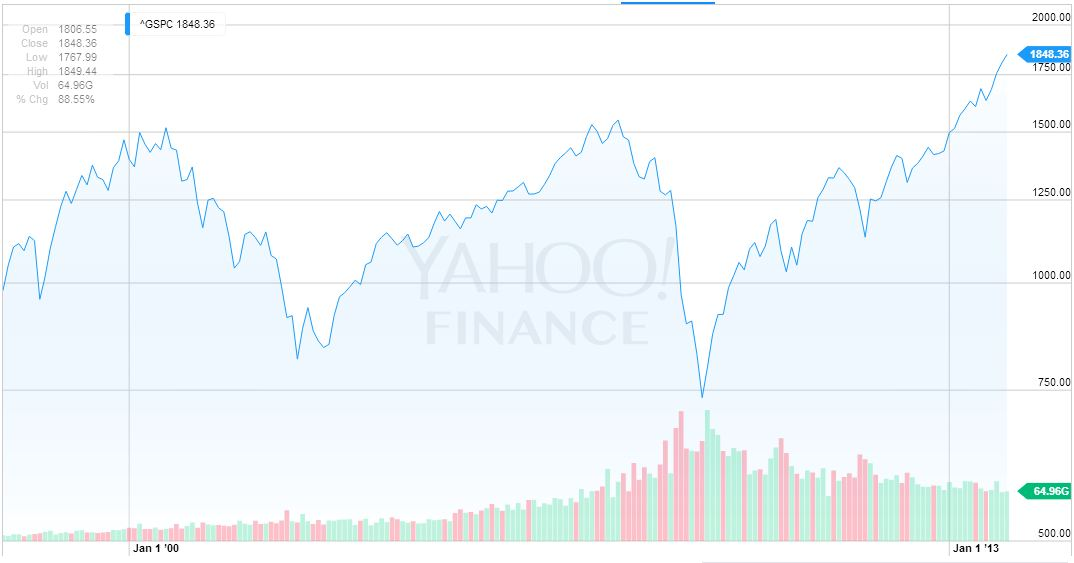 ^GSPC 1848.36
Open 1806.55
Close 1848.36
Low 1767.99
High 1849.44
Vol 64.96G
% Chg 88.55%
2000.00
1848.36
1750.00
1500.00
1250.00
1000.00
750.00
64.96G
500.00
YAHOO!
FINANCE
Jan 1 '00
Jan 1 '13